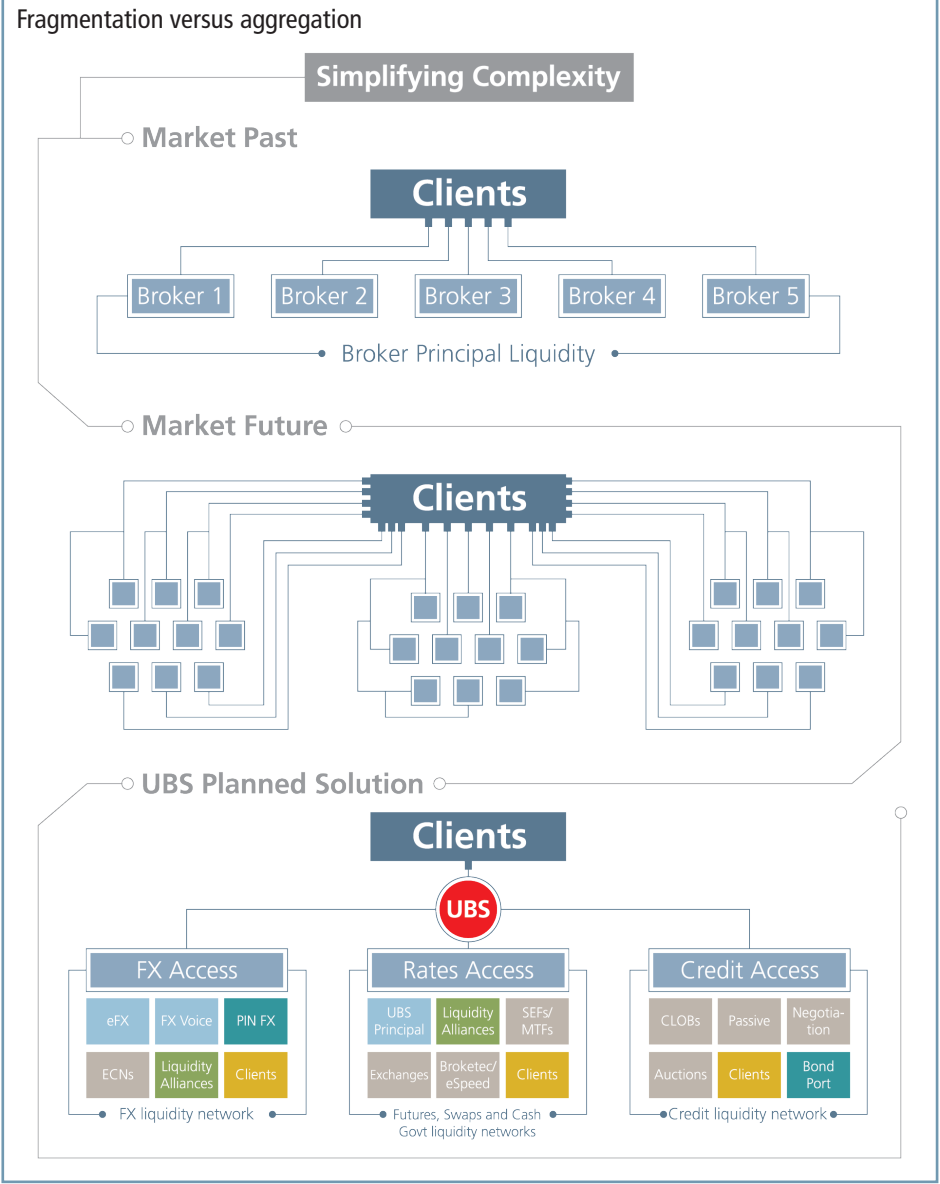 Fragmentation versus aggregation
Simplifying Complexity
Market Past
Clients
Broker 1
Broker 2
Broker 3
Broker 4
Broker 5
Broker Principal Liquidity
Market Future
Clients
UBS Planned Solution
Clients
UBS
FX Access
Rates Access
Credit Access
eFX
FX Voice
PIN FX
ECNs
Liquidity
Alliances
Clients
FX liquidity network
UBS
Principal
Liquidity
Alliances
SEFs/
MTFs
Exchanges
Broketec/
eSpeed
Clients
Futures, Swaps and Cash
Govt liquidity networks
CLOBs
Passive
Negotia-
tion
Auctions
Clients
Bond
Port
Credit liquidity network